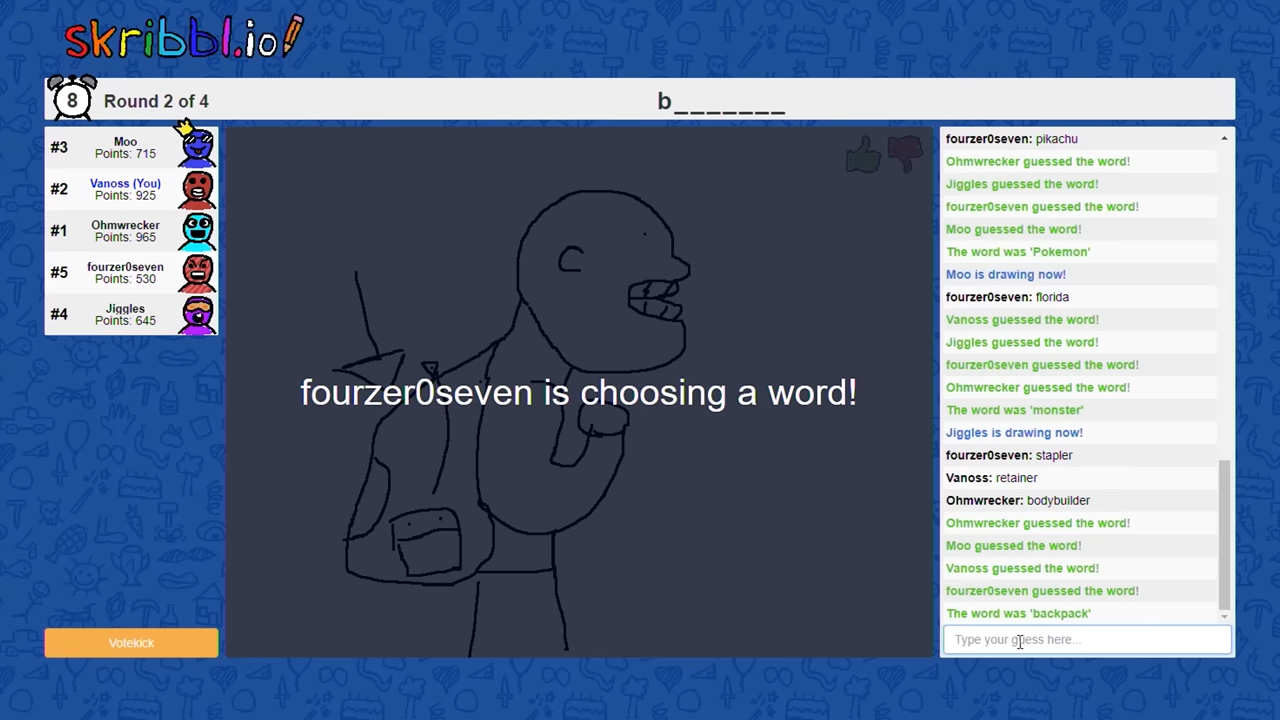 skribbl.io
8
Round 2 of 4
b_______
#3
Moo
Points: 715
#2
Vanoss (You)
Points: 925
#1
Ohmwrecker
Points: 965
#5
fourzer0seven
Points: 530
#4
Jiggles
Points: 645
Votekick
fourzer0seven is choosing a word!
fourzer0seven: pikachu
Ohmwrecker guessed the word!
Jiggles guessed the word!
fourzer0seven guessed the word!
Moo guessed the word!
The word was 'Pokemon'
Moo is drawing now!
fourzer0seven: florida
Vanoss guessed the word!
Jiggles guessed the word!
fourzer0seven guessed the word!
Ohmwrecker guessed the word!
The word was 'monster'
Jiggles is drawing now!
fourzer0seven: stapler
Vanoss: retainer
Ohmwrecker: bodybuilder
Ohmwrecker guessed the word!
Moo guessed the word!
Vanoss guessed the word!
fourzer0seven guessed the word!
The word was 'backpack'
Type your guess here...